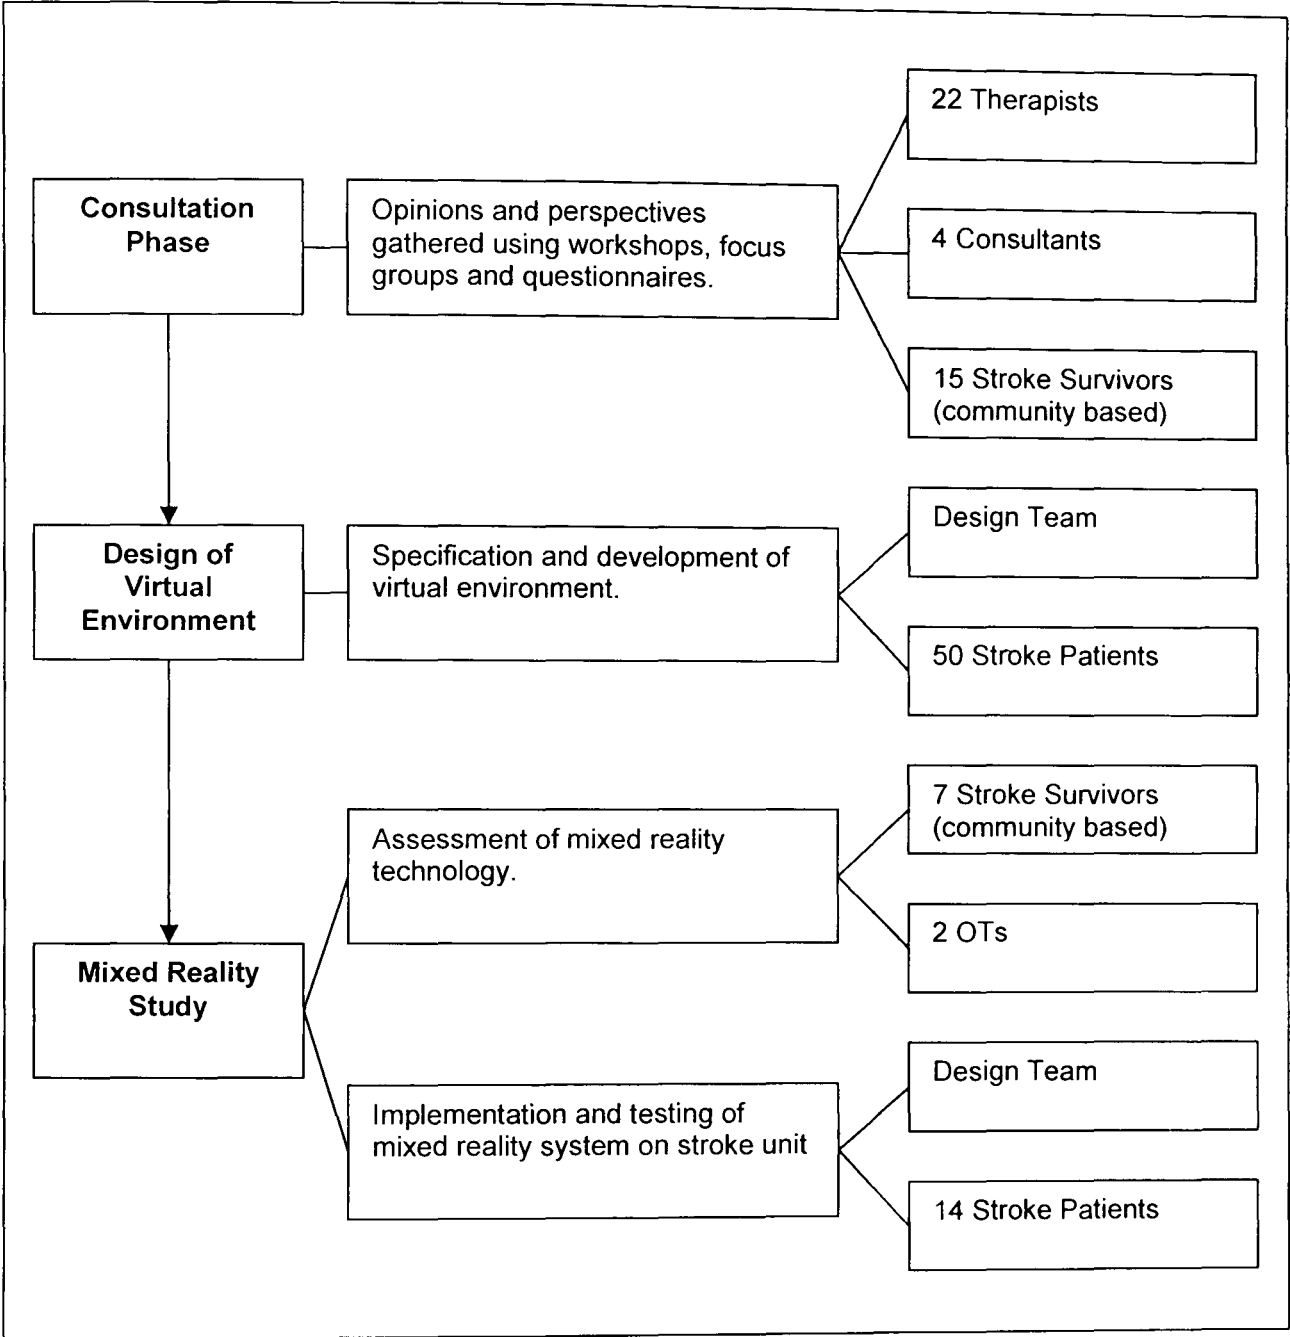 Consultation
Phase
Opinions and perspectives
gathered using workshops, focus
groups and questionnaires.
22 Therapists
4 Consultants
15 Stroke Survivors
(community based)
Design of
Virtual
Environment
Specification and development of
virtual environment.
Design Team
50 Stroke Patients
Mixed Reality
Study
Assessment of mixed reality
technology.
7 Stroke Survivors
(community based)
2 OTs
Implementation and testing of
mixed reality system on stroke unit
Design Team
14 Stroke Patients